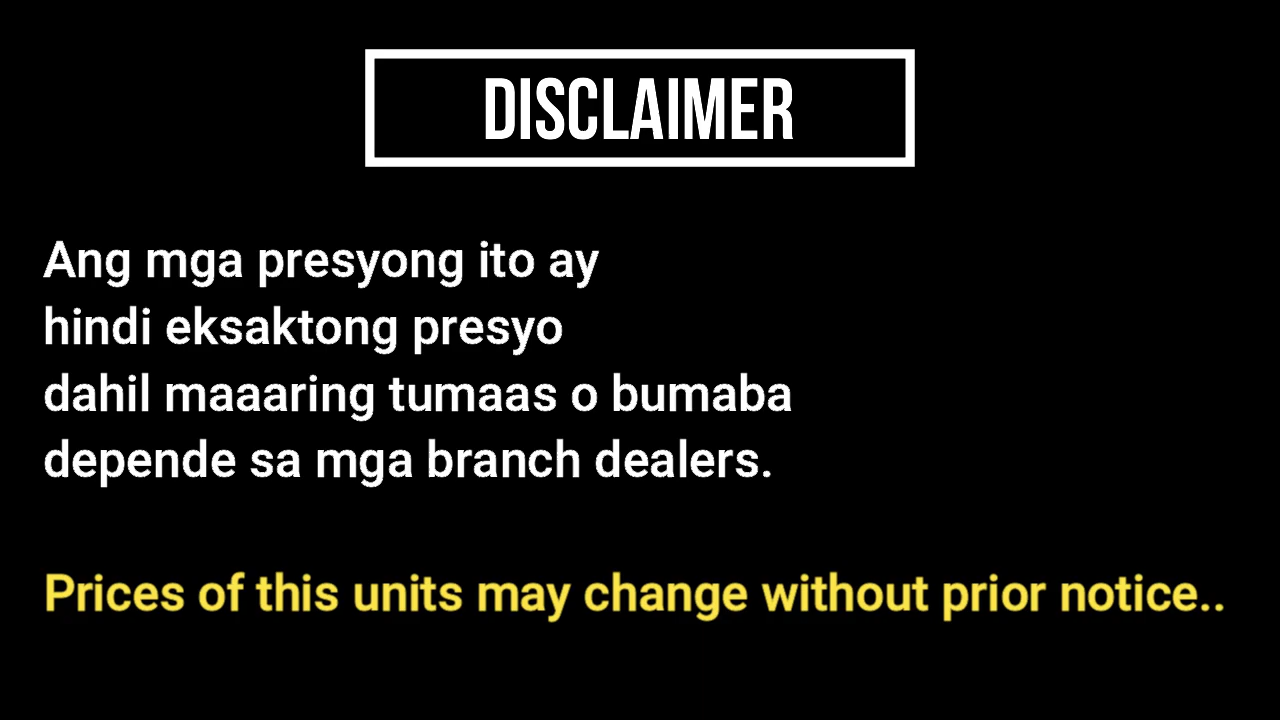 DISCLAIMER
Ang mga presyong ito ay
hindi eksaktong presyo
dahil maaaring tumaas o bumaba
depende sa mga branch dealers.
Prices of this units may change without prior notice..